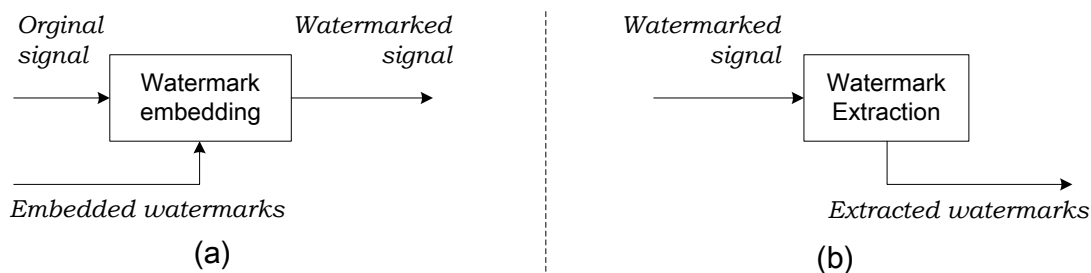 Orginal
signal
Watermark
embedding
Watermarked
signal
Embedded watermarks
(a)
Watermarked
signal
Watermark
Extraction
Extracted watermarks
(b)